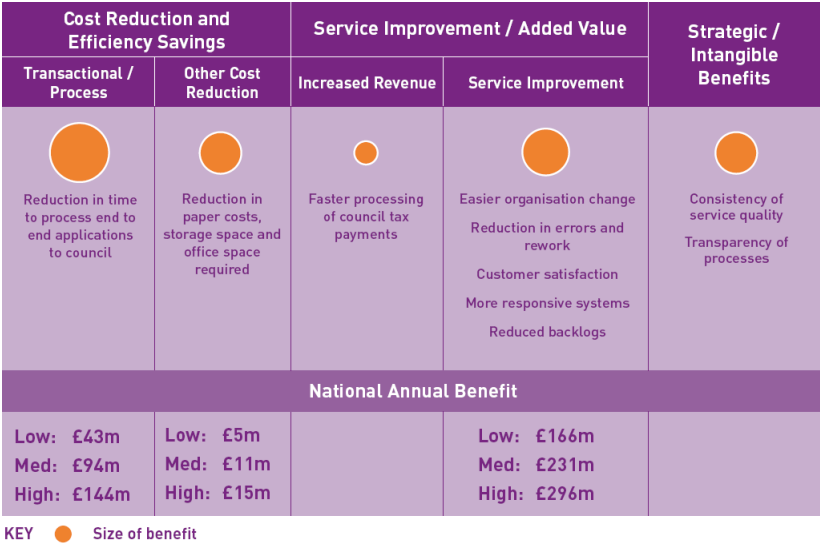 Cost Reduction and
Efficiency Savings
Service Improvement / Added Value
Strategic /
Intangible
Benefits
Transactional /
Process
Other Cost
Reduction
Increased Revenue
Service Improvement
Reduction in time
to process end to
end applications
to council
Reduction in
paper costs,
storage space and
office space
required
Faster processing
of council tax
payments
Easier organisation change
Reduction in errors and
rework
Customer satisfaction
More responsive systems
Reduced backlogs
Consistency of
service quality
Transparency of
processes
National Annual Benefit
Low: £43m
Med: £94m
High: £144m
Low: £5m
Med: £11m
High: £15m
Low: £166m
Med: £231m
High: £296m
KEY Size of benefit